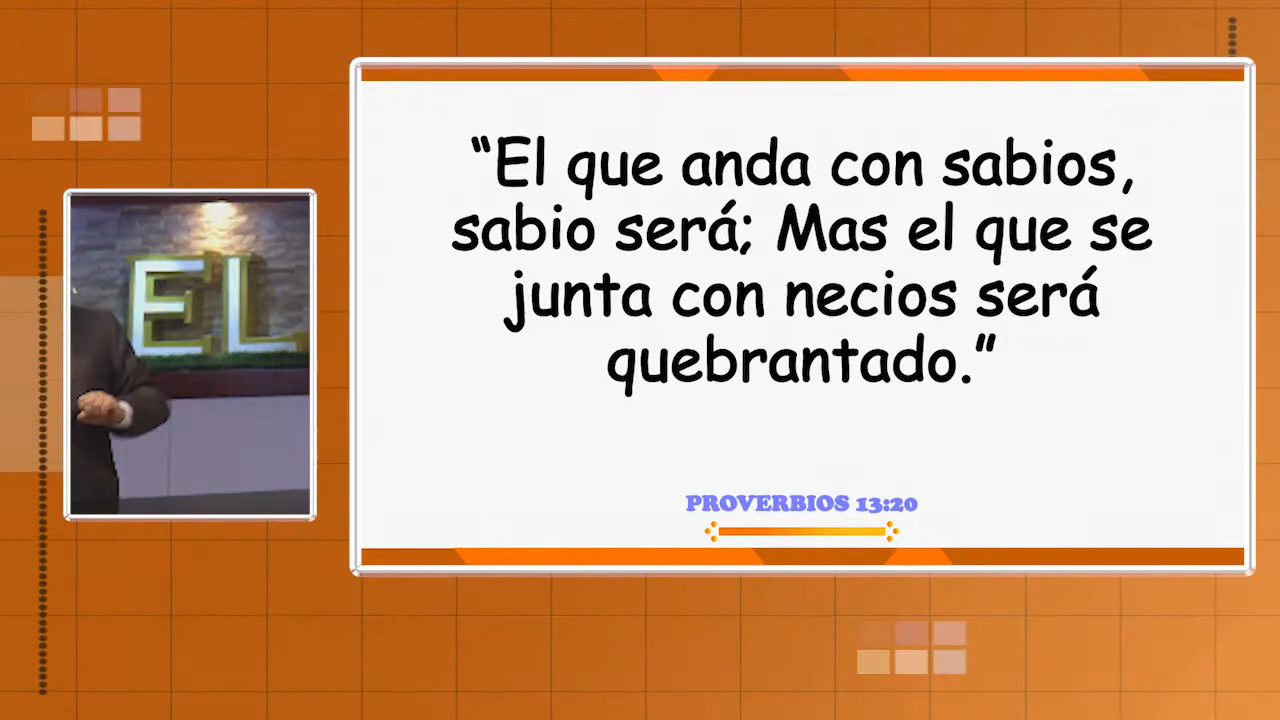 EL
“El que anda con sabios,
sabio será; Mas el que se
junta con necios será
quebrantado.”
PROVERBIOS 13:20